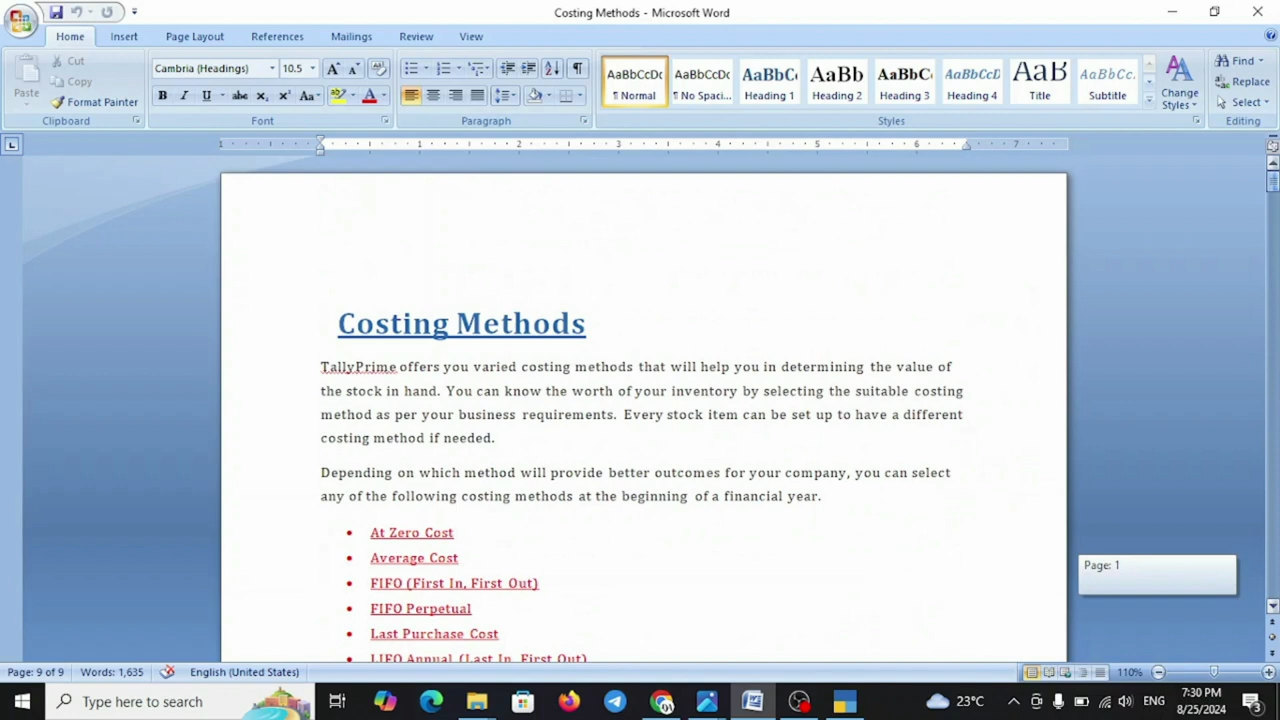 Costing Methods - Microsoft Word
Home Insert Page Layout References Mailings Review View
Paste
Cut
Copy
Format Painter
Clipboard
Cambria (Headings) 10.5
Font
Paragraph
AaBbCcDc AaBbCcDc AaBbC AaBb AaBbC AaBbCcD AaB AaBbCc.
¶ Normal ¶ No Spaci... Heading 1 Heading 2 Heading 3 Heading 4 Title Subtitle
Change Styles
Styles
Find
Replace
Select
Editing
1 1 2 3 4 5 6 7
Costing Methods
TallyPrime offers you varied costing methods that will help you in determining the value of
the stock in hand. You can know the worth of your inventory by selecting the suitable costing
method as per your business requirements. Every stock item can be set up to have a different
costing method if needed.
Depending on which method will provide better outcomes for your company, you can select
any of the following costing methods at the beginning of a financial year.
• At Zero Cost
• Average Cost
• FIFO (First In, First Out)
• FIFO Perpetual
• Last Purchase Cost
LIFO Annual (Last In, First Out)
Page: 1
Page: 9 of 9 Words: 1,635 English (United States) 110%
Type here to search
23°C ENG 7:30 PM
8/25/2024
3